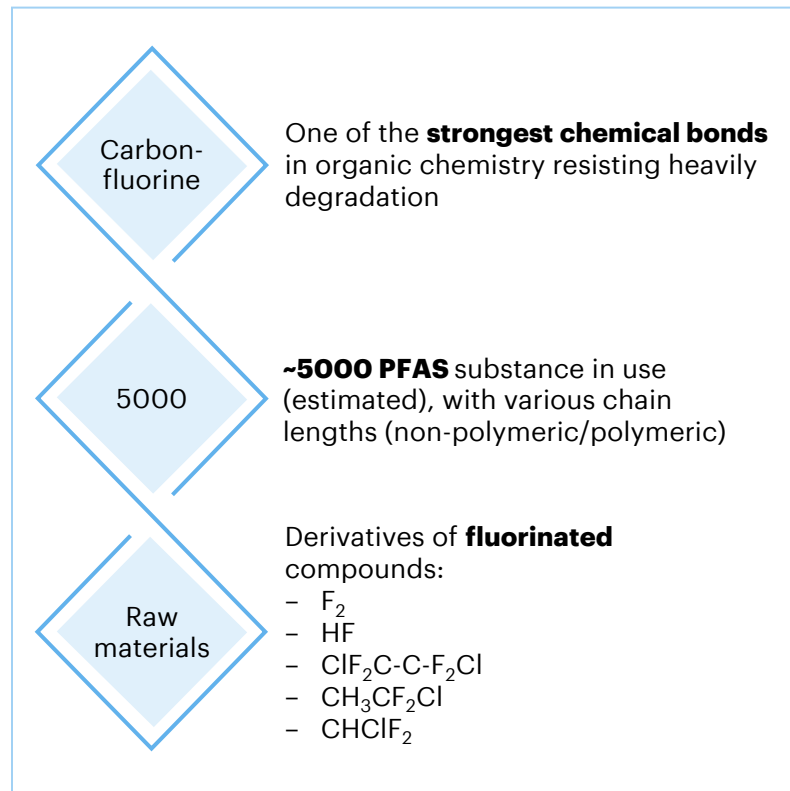 Carbon-
fluorine
One of the strongest chemical bonds
in organic chemistry resisting heavily
degradation
5000
~5000 PFAS substance in use
(estimated), with various chain
lengths (non-polymeric/polymeric)
Raw
materials
Derivatives of fluorinated
compounds:
– F₂
– HF
– ClF₂C-C-F₂Cl
– CH₃CF₂Cl
– CHClF₂